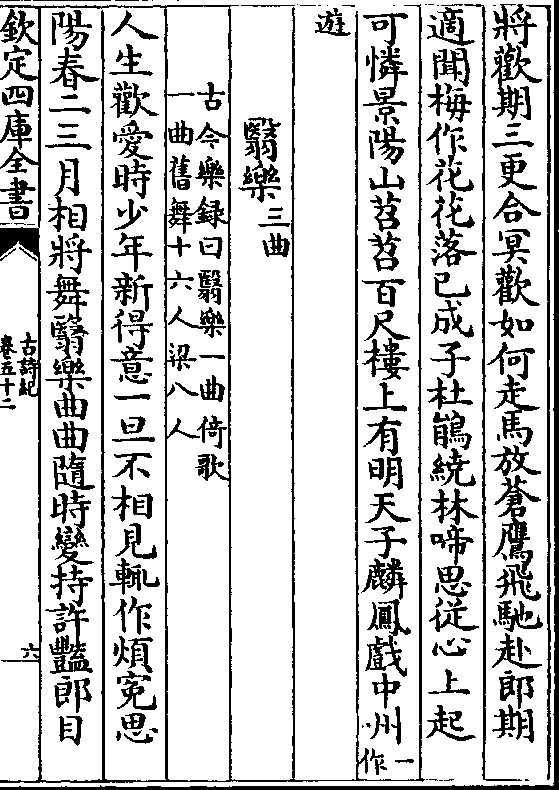 將歡期三更合冥歡如何走馬放蒼鷹飛馳赴郎期
適聞梅作花花落已成子杜鵑繞林啼思從心上起
可憐景陽山苕苕百尺樓上有明天子麟鳳戲中州一作
遊
翳樂三曲
古今樂録曰翳樂一曲倚歌
一曲舊舞十六人梁八人
人生歡愛時少年新得意一旦不相見輒作煩寃思
陽春二三月相將舞翳樂曲曲隨時變持許豔郎目
欽定四庫全書
古詩紀
卷五十二
六